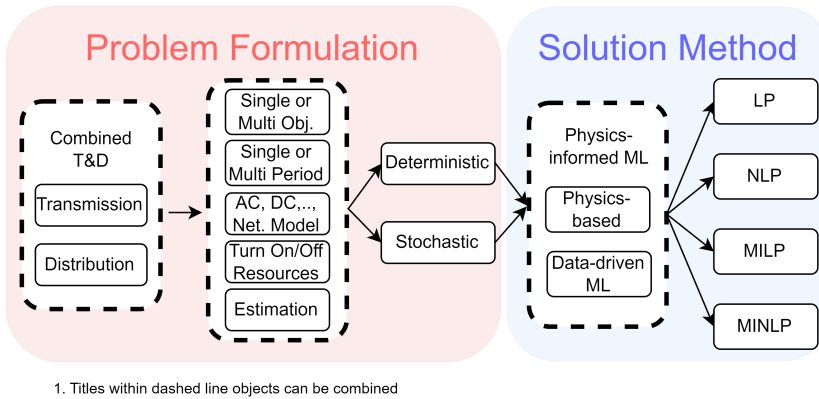 Problem Formulation
Solution Method
Combined
T&D
Transmission
Distribution
Single or
Multi Obj.
Single or
Multi Period
AC, DC,..,
Net. Model
Turn On/Off
Resources
Estimation
Deterministic
Stochastic
Physics-
informed ML
Physics-
based
Data-driven
ML
LP
NLP
MILP
MINLP
1. Titles within dashed line objects can be combined